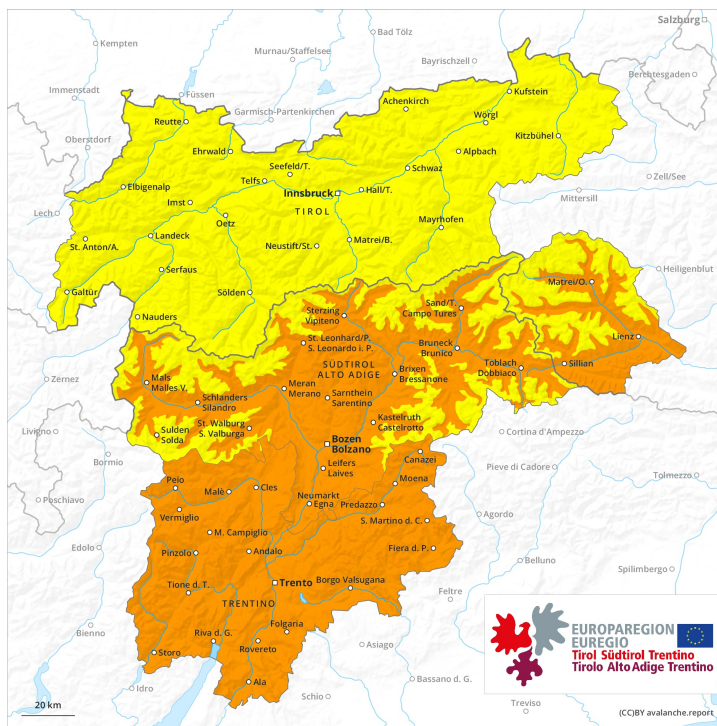 Salzburg
Kempten
Bad Tölz
Murnau/Staffelsee
Bayrischzell
Berchtesgaden
Immenstadt
Füssen
Garmisch-Partenkirchen
Achenkirch
Kufstein
Wörgl
Reutte
Oberstdorf
Kitzbühel
Ehrwald
Alpbach
Seefeld/T.
Schwaz
Telfs
Zell/See
Elbigenalp
Innsbruck
Hall/T.
Mittersill
Imst
TIROL
Lech
Oetz
Mayrhofen
St. Anton/A.
Landeck
Neustift/St.
Matrei/B.
Heiligenblut
Serfaus
Matrei/O.
Galtür
Sölden
Sand/T.
Campo Tures
Nauders
Sterzing
Vipiteno
Lienz
St. Leonhard/P.
S. Leonardo i. P.
Bruneck
Brunico
Toblach
Dobbiaco
Sillian
SÜDTIROL
ALTO ADIGE
Brixen
Bressanone
Zernez
Mals
Malles V.
Meran
Merano
Schlanders
Silandro
Sarnthein
Sarentino
St. Walburg
S. Valburga
Kastelruth
Castelrotto
Livigno
Sulden
Solda
Cortina d'Ampezzo
Bozen
Bolzano
Bormio
Canazei
Pieve di Cadore
Leifers
Laives
Tolmezzo
Moena
Peio
Malè
Cles
Neumarkt
Egna
Predazzo
Poschiavo
Vermiglio
Agordo
S. Martino d. C.
M. Campiglio
Edolo
Pinzolo
Andalo
Fiera d. P.
Belluno
Spilimbergo
Trento
Borgo Valsugana
Tione d. T.
Feltre
TRENTINO
Folgaria
Bienno
Riva d. G.
Rovereto
Asiago
Storo
Bassano d. G.
Idro
Ala
Schio
Treviso
EUROPAREGION
EUREGIO
Tirol Südtirol Trentino
Tirolo Alto Adige Trentino
20 km
(CC)BY avalanche.report